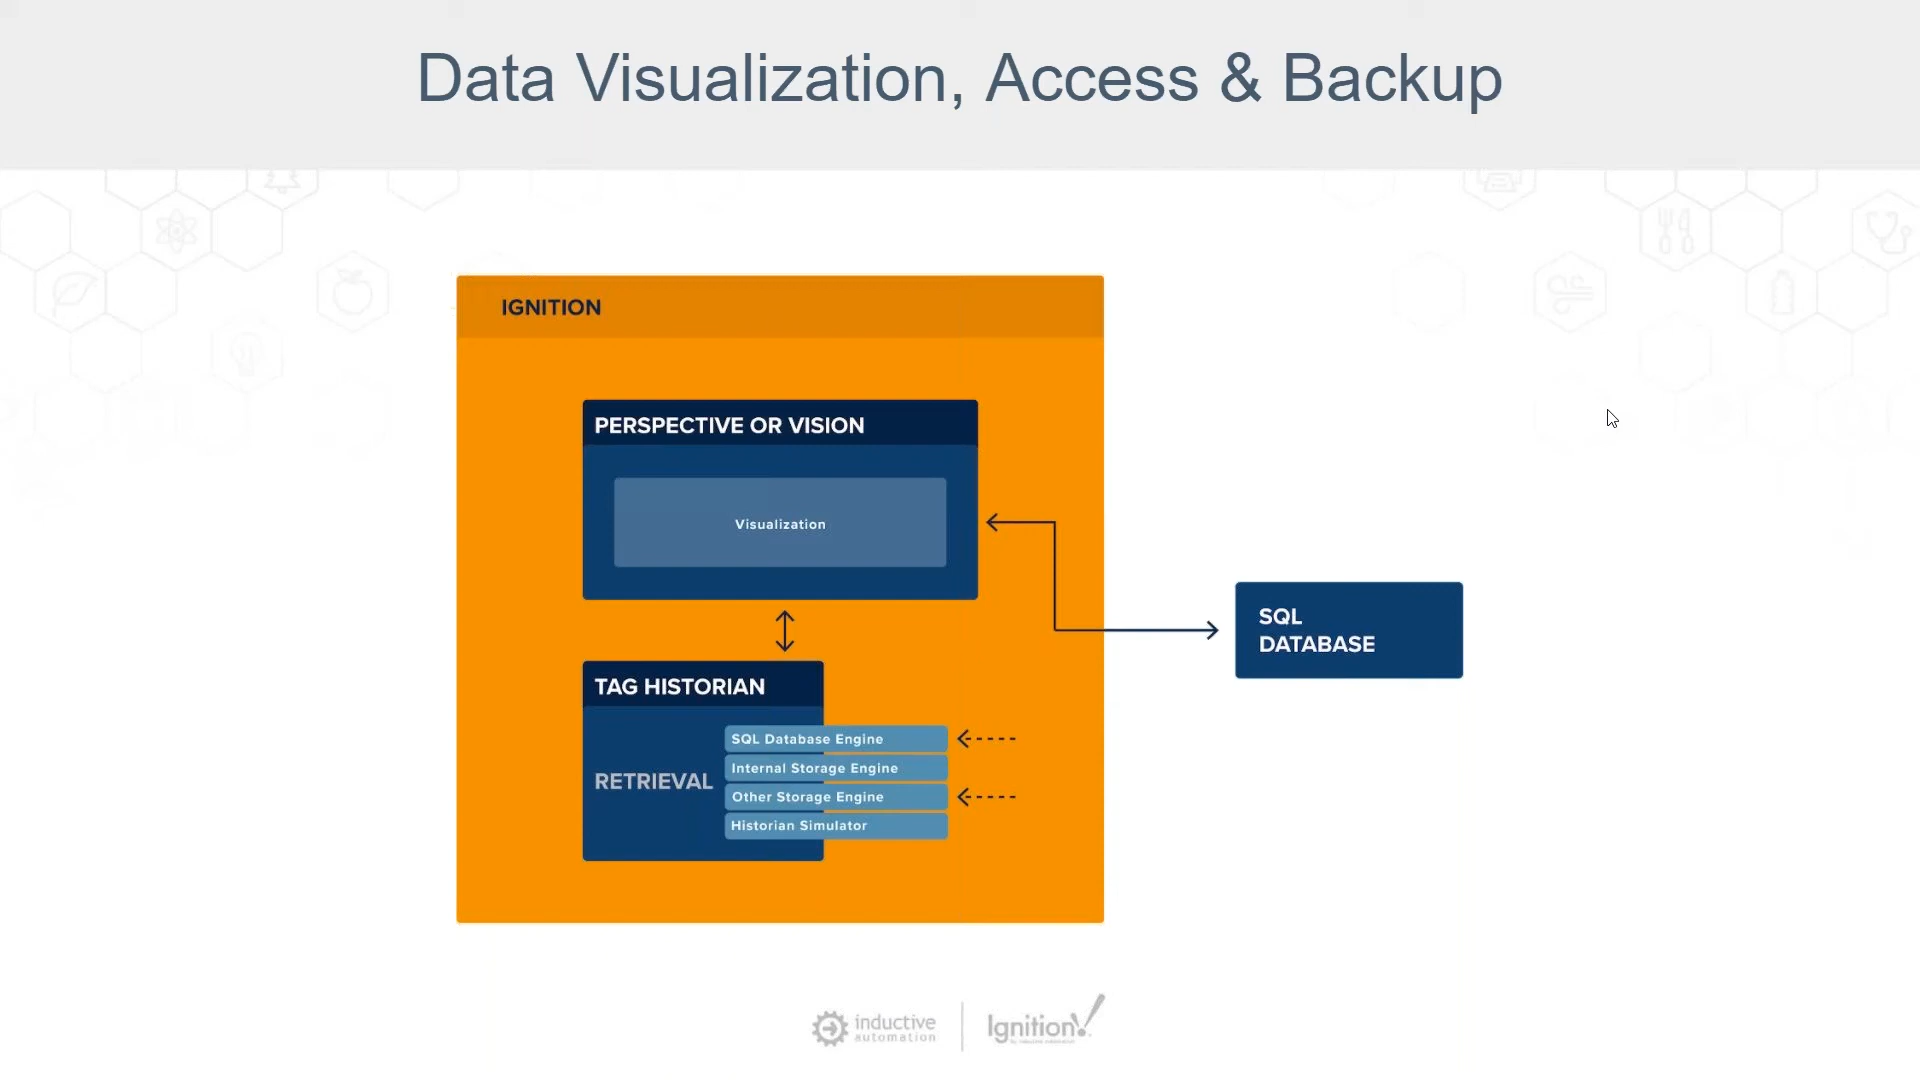 Data Visualization, Access & Backup
IGNITION
PERSPECTIVE OR VISION
Visualization
SQL
DATABASE
TAG HISTORIAN
RETRIEVAL
SQL Database Engine
Internal Storage Engine
Other Storage Engine
Historian Simulator
inductive
automation
Ignition!